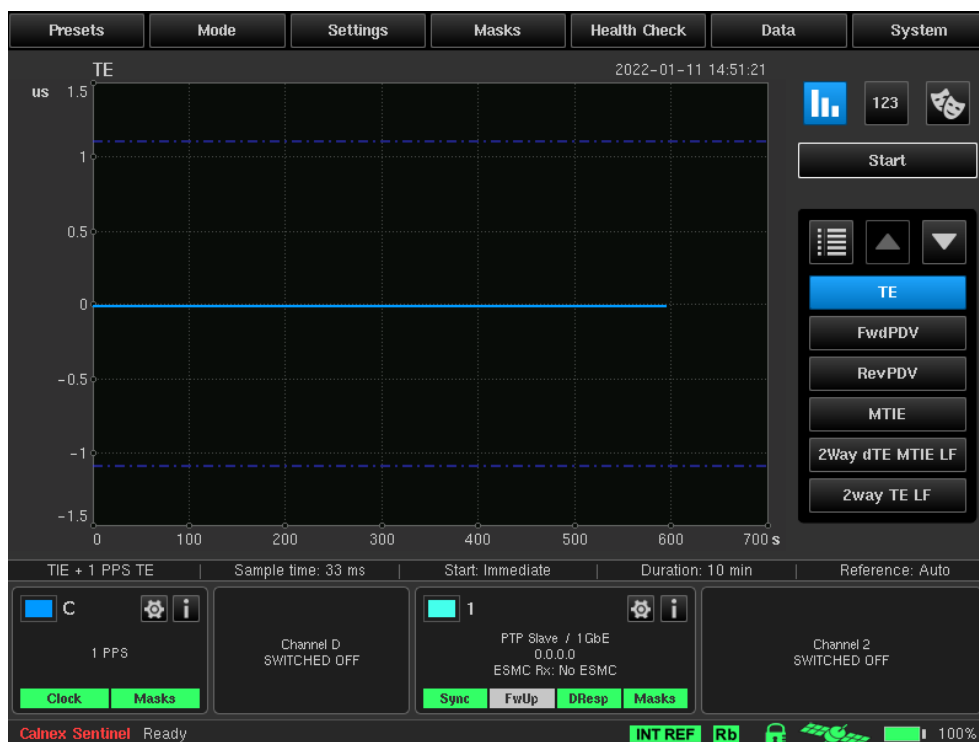 Presets Mode Settings Masks Health Check Data System
TE 2022-01-11 14:51:21
us 1.5
1
0.5
0
-0.5
-1
-1.5
0 100 200 300 400 500 600 700 s
123
Start
TE
FwdPDV
RevPDV
MTIE
2Way dTE MTIE LF
2way TE LF
TIE + 1 PPS TE | Sample time: 33 ms | Start: Immediate | Duration: 10 min | Reference: Auto
C i
1 PPS
Clock Masks
Channel D
SWITCHED OFF
1 i
PTP Slave / 1GbE
0.0.0.0
ESMC Rx: No ESMC
Sync FwUp DResp Masks
Channel 2
SWITCHED OFF
Calnex Sentinel Ready INT REF Rb 100%